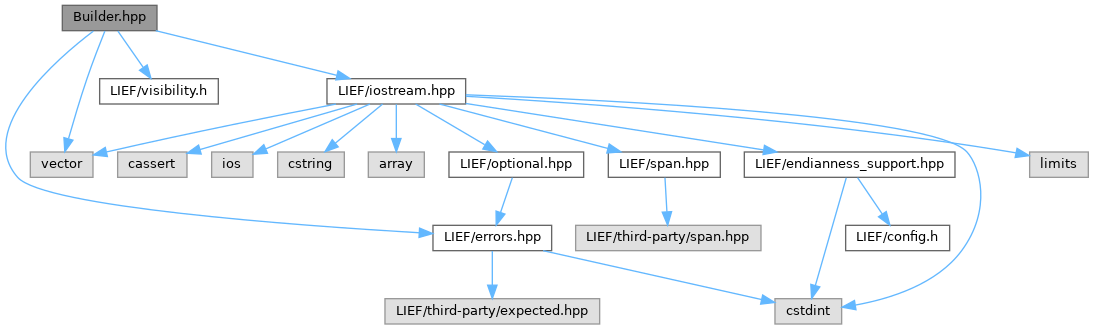 Builder.hpp
LIEF/visibility.h
LIEF/iostream.hpp
vector
cassert
ios
cstring
array
LIEF/optional.hpp
LIEF/span.hpp
LIEF/endianness_support.hpp
limits
LIEF/errors.hpp
LIEF/third-party/span.hpp
LIEF/config.h
LIEF/third-party/expected.hpp
cstdint